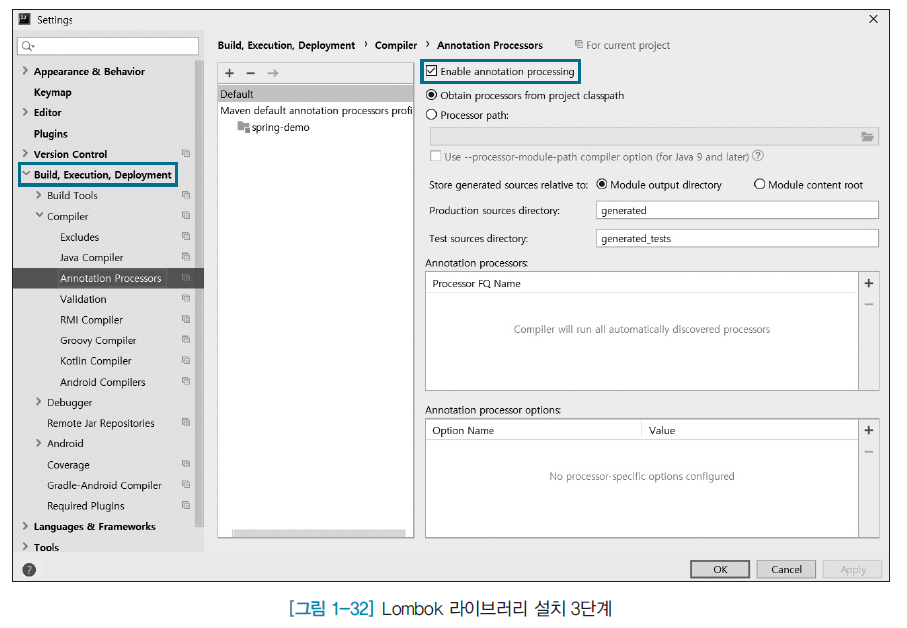 Settings
Build, Execution, Deployment › Compiler › Annotation Processors For current project
Appearance & Behavior
Keymap
Editor
Plugins
Version Control
Build, Execution, Deployment
Build Tools
Compiler
Excludes
Java Compiler
Annotation Processors
Validation
RMI Compiler
Groovy Compiler
Kotlin Compiler
Android Compilers
Debugger
Remote Jar Repositories
Android
Coverage
Gradle-Android Compiler
Required Plugins
Languages & Frameworks
Tools
Default
Maven default annotation processors profi
spring-demo
Enable annotation processing
Obtain processors from project classpath
Processor path:
Use --processor-module-path compiler option (for Java 9 and later) ?
Store generated sources relative to: Module output directory Module content root
Production sources directory: generated
Test sources directory: generated_tests
Annotation processors:
Processor FQ Name
Compiler will run all automatically discovered processors
Annotation processor options:
Option Name Value
No processor-specific options configured
? OK Cancel Apply
[그림 1-32] Lombok 라이브러리 설치 3단계